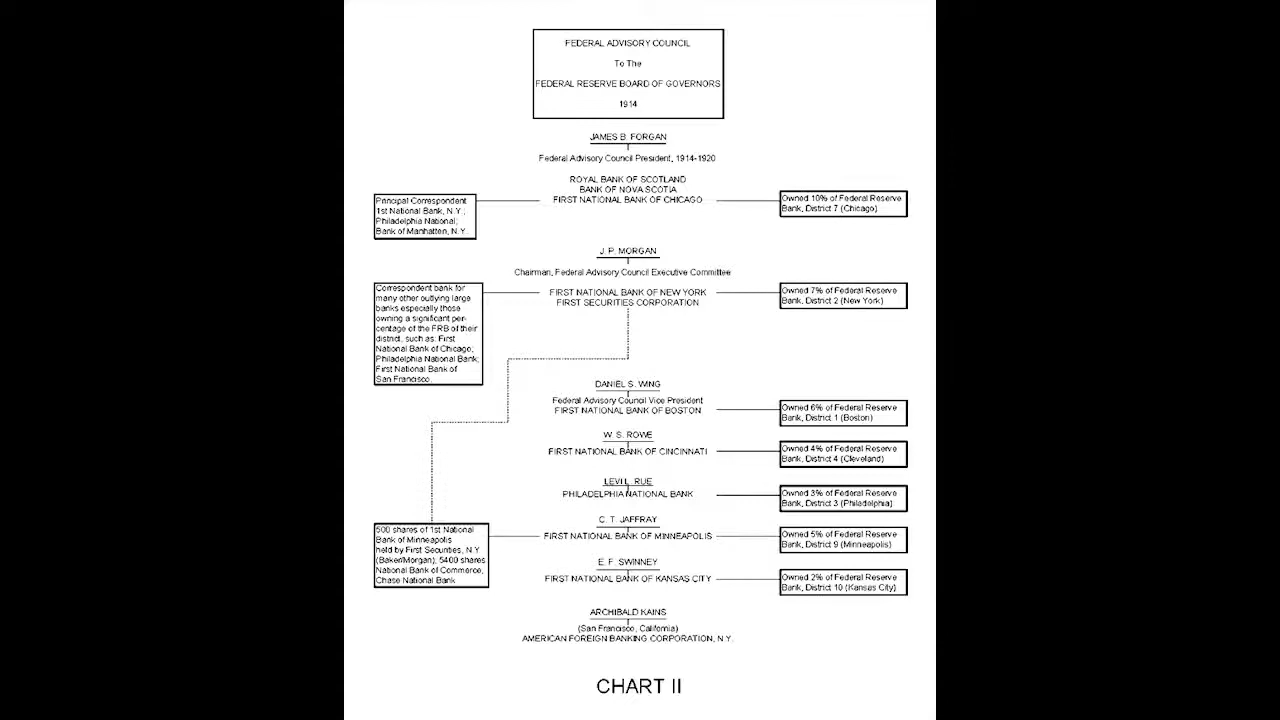 FEDERAL ADVISORY COUNCIL
To The
FEDERAL RESERVE BOARD OF GOVERNORS
1914
JAMES B. FORGAN
Federal Advisory Council President, 1914-1920
ROYAL BANK OF SCOTLAND
BANK OF NOVA SCOTIA
FIRST NATIONAL BANK OF CHICAGO
Principal Correspondent
1st National Bank, N.Y.;
Philadelphia National;
Bank of Manhatten, N.Y.
Owned 10% of Federal Reserve
Bank, District 7 (Chicago)
J. P. MORGAN
Chairman, Federal Advisory Council Executive Committee
FIRST NATIONAL BANK OF NEW YORK
FIRST SECURITIES CORPORATION
Correspondent bank for
many other outlying large
banks especially those
owning a significant per-
centage of the FRB of their
district, such as: First
National Bank of Chicago;
Philadelphia National Bank;
First National Bank of
San Francisco.
Owned 7% of Federal Reserve
Bank, District 2 (New York)
DANIEL S. WING
Federal Advisory Council Vice President
FIRST NATIONAL BANK OF BOSTON
Owned 6% of Federal Reserve
Bank, District 1 (Boston)
W. S. ROWE
FIRST NATIONAL BANK OF CINCINNATI
Owned 4% of Federal Reserve
Bank, District 4 (Cleveland)
LEVI L. RUE
PHILADELPHIA NATIONAL BANK
Owned 3% of Federal Reserve
Bank, District 3 (Philadelphia)
C. T. JAFFRAY
FIRST NATIONAL BANK OF MINNEAPOLIS
500 shares of 1st National
Bank of Minneapolis
held by First Securities, N.Y.
(Baker/Morgan), 5400 shares
National Bank of Commerce,
Chase National Bank
Owned 5% of Federal Reserve
Bank, District 9 (Minneapolis)
E. F. SWINNEY
FIRST NATIONAL BANK OF KANSAS CITY
Owned 2% of Federal Reserve
Bank, District 10 (Kansas City)
ARCHIBALD KAINS
(San Francisco, California)
AMERICAN FOREIGN BANKING CORPORATION, N.Y.
CHART II